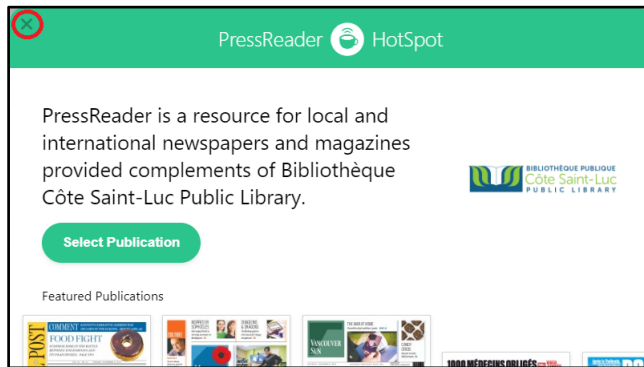 PressReader HotSpot
PressReader is a resource for local and
international newspapers and magazines
provided complements of Bibliothèque
Côte Saint-Luc Public Library.
BIBLIOTHÈQUE PUBLIQUE
Côte Saint-Luc
PUBLIC LIBRARY
Select Publication
Featured Publications
POST
COMMENT
FOOD FIGHT
VANCOUVER
SUN
1000 MÉDECINS OBLIGÉS